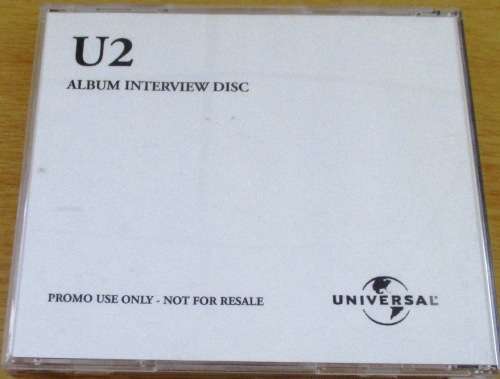 U2
ALBUM INTERVIEW DISC
PROMO USE ONLY - NOT FOR RESALE
UNIVERSAL